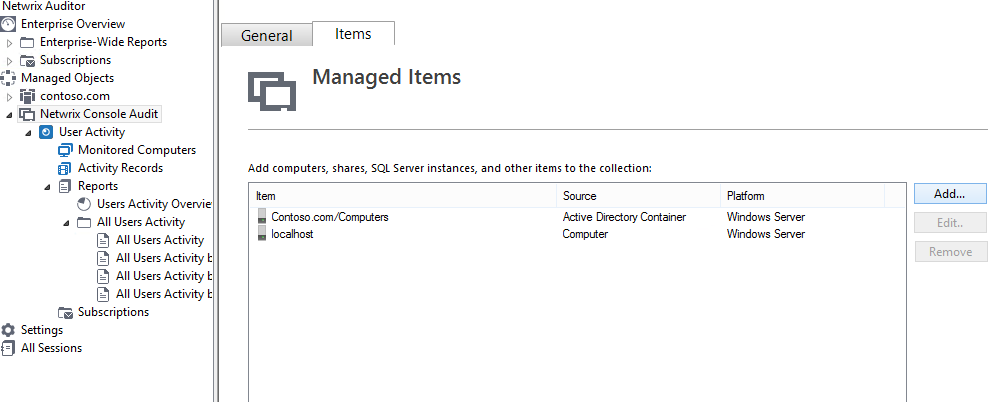 Netwrix Auditor
Enterprise Overview
Enterprise-Wide Reports
Subscriptions
Managed Objects
contoso.com
Netwrix Console Audit
User Activity
Monitored Computers
Activity Records
Reports
Users Activity Overvie
All Users Activity
All Users Activity
All Users Activity b
All Users Activity b
All Users Activity b
Subscriptions
Settings
All Sessions
General Items
Managed Items
Add computers, shares, SQL Server instances, and other items to the collection:
Item Source Platform
Contoso.com/Computers Active Directory Container Windows Server
localhost Computer Windows Server
Add...
Edit..
Remove